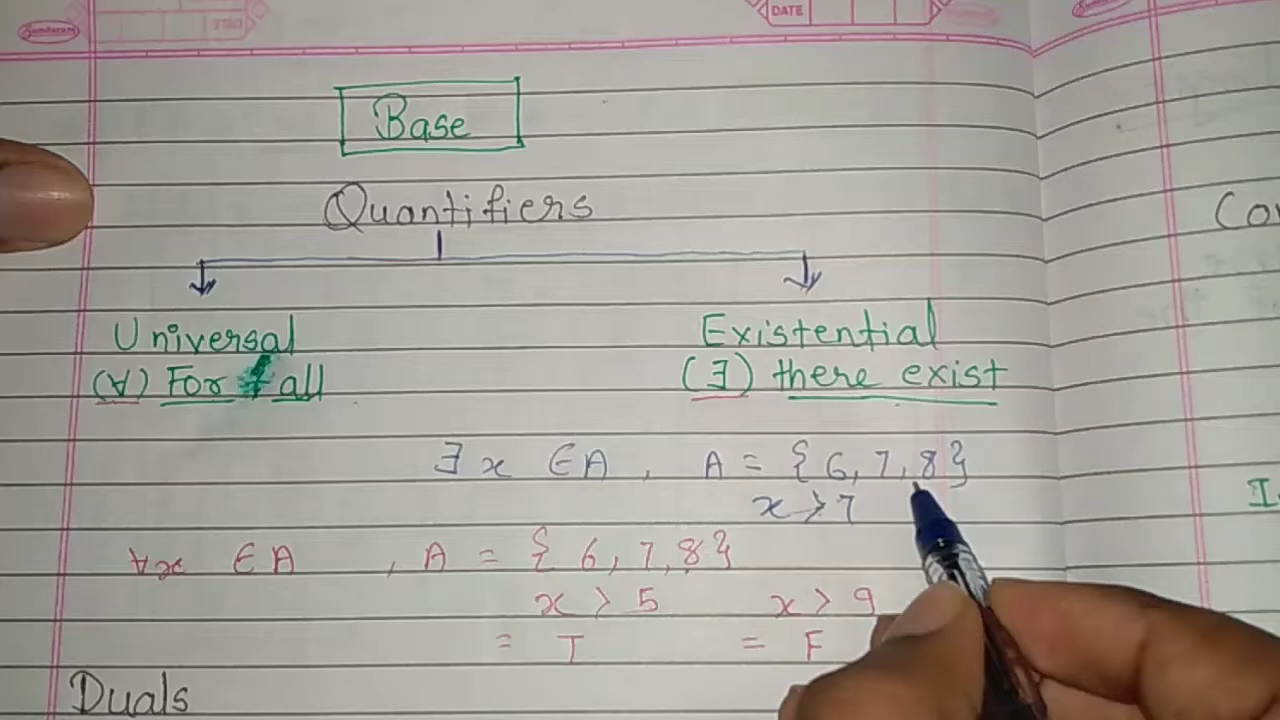 Sundaram
DATE
Base
Quantifiers
Universal
(∀) For all
Existential
(∃) there exist
∃ x ∈ A , A = { 6, 7, 8 }
x > 7
∀x ∈ A , A = { 6, 7, 8 }
x > 5
= T
x > 9
= F
Duals